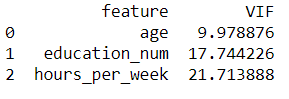 feature VIF
0 age 9.978876
1 education_num 17.744226
2 hours_per_week 21.713888